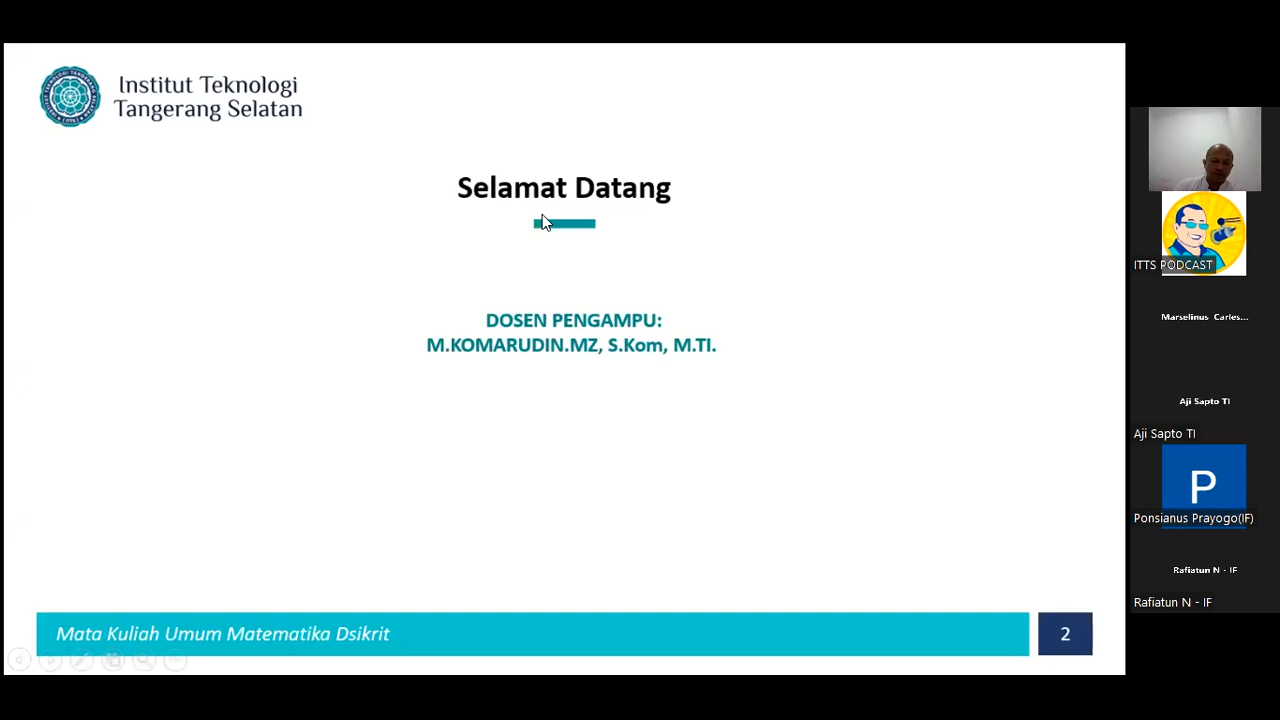 Institut Teknologi
Tangerang Selatan
Selamat Datang
DOSEN PENGAMPU:
M.KOMARUDIN.MZ, S.Kom, M.TI.
Mata Kuliah Umum Matematika Dsikrit
2
ITTS PODCAST
Marselinus Carles...
Aji Sapto TI
Aji Sapto TI
P
Ponsianus Prayogo(IF)
Rafiatun N - IF
Rafiatun N - IF